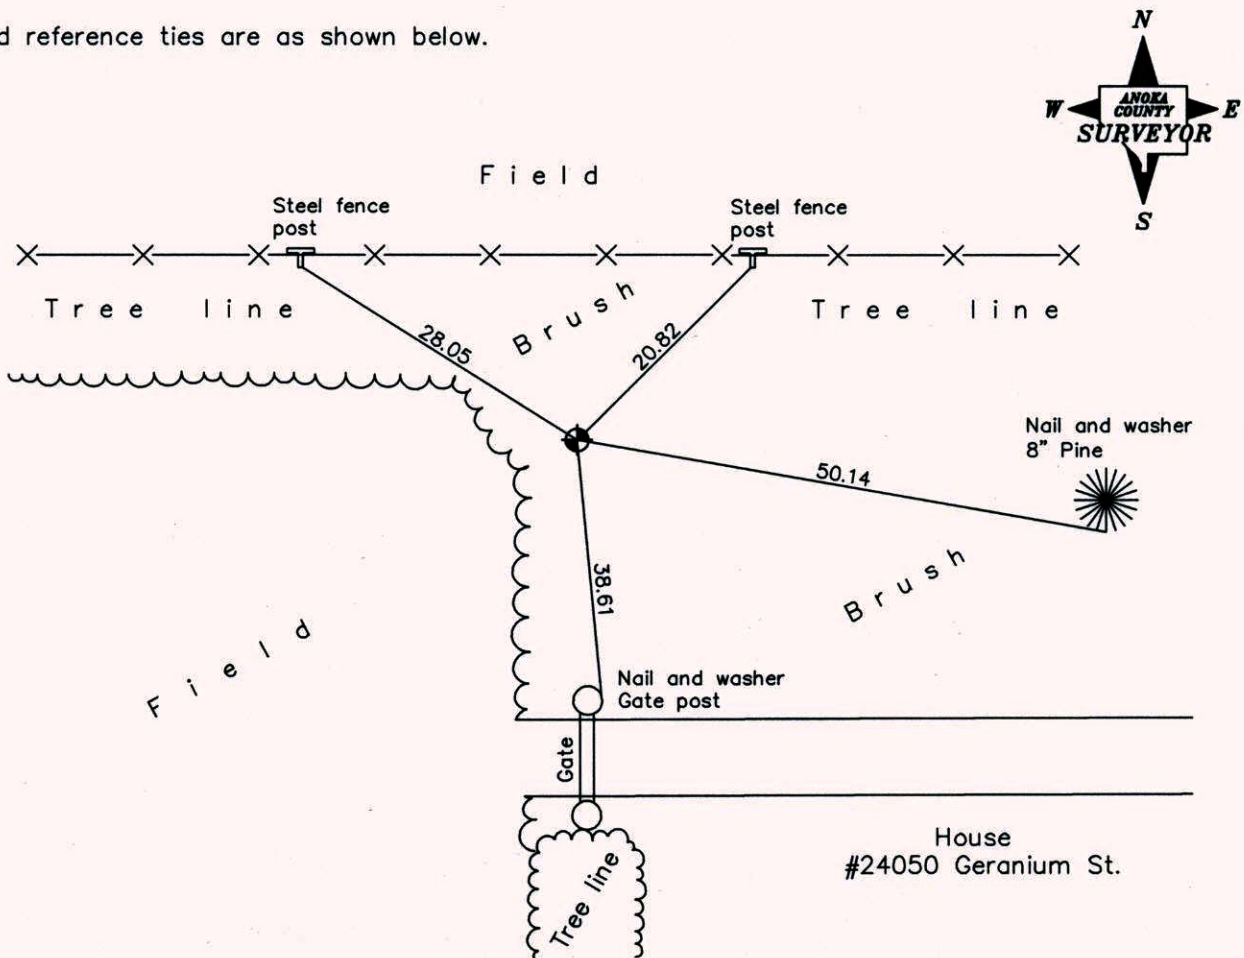 d reference ties are as shown below.
N
W
ANOKA
COUNTY
SURVEYOR
E
S
Field
Steel fence
post
Steel fence
post
Tree line
Brush
Tree line
28.05
20.82
Nail and washer
8" Pine
50.14
38.61
Brush
Field
Nail and washer
Gate post
Gate
House
#24050 Geranium St.
Tree line